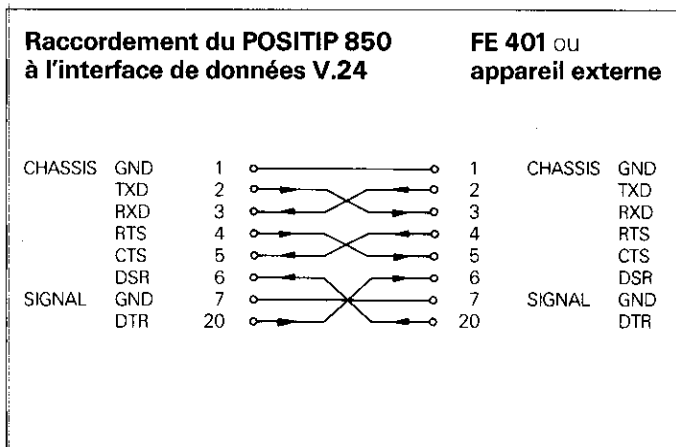 Raccordement du POSITIP 850
à l'interface de données V.24
FE 401 ou
appareil externe
CHASSIS GND 1 1 CHASSIS GND
TXD 2 2 TXD
RXD 3 3 RXD
RTS 4 4 RTS
CTS 5 5 CTS
DSR 6 6 DSR
SIGNAL GND 7 7 SIGNAL GND
DTR 20 20 DTR